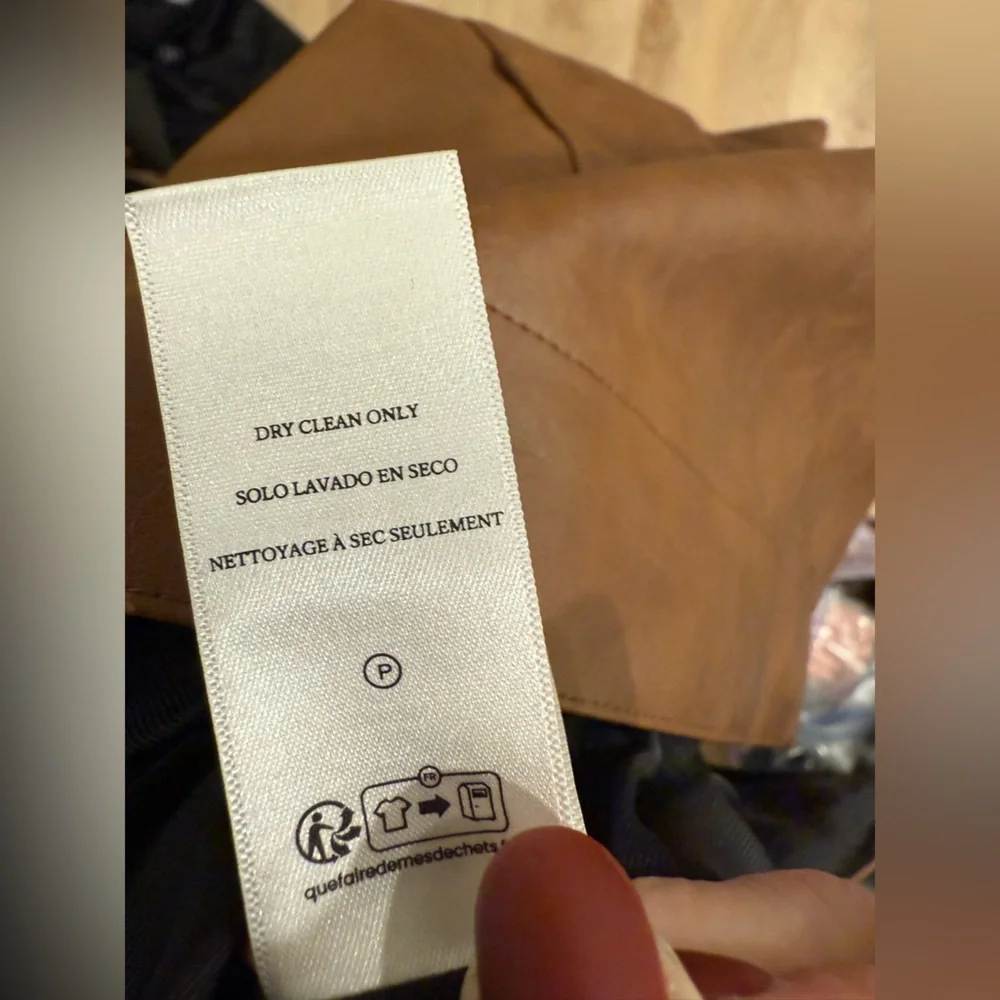 DRY CLEAN ONLY
SOLO LAVADO EN SECO
NETTOYAGE À SEC SEULEMENT
P
FR
quefairedemesdechets.